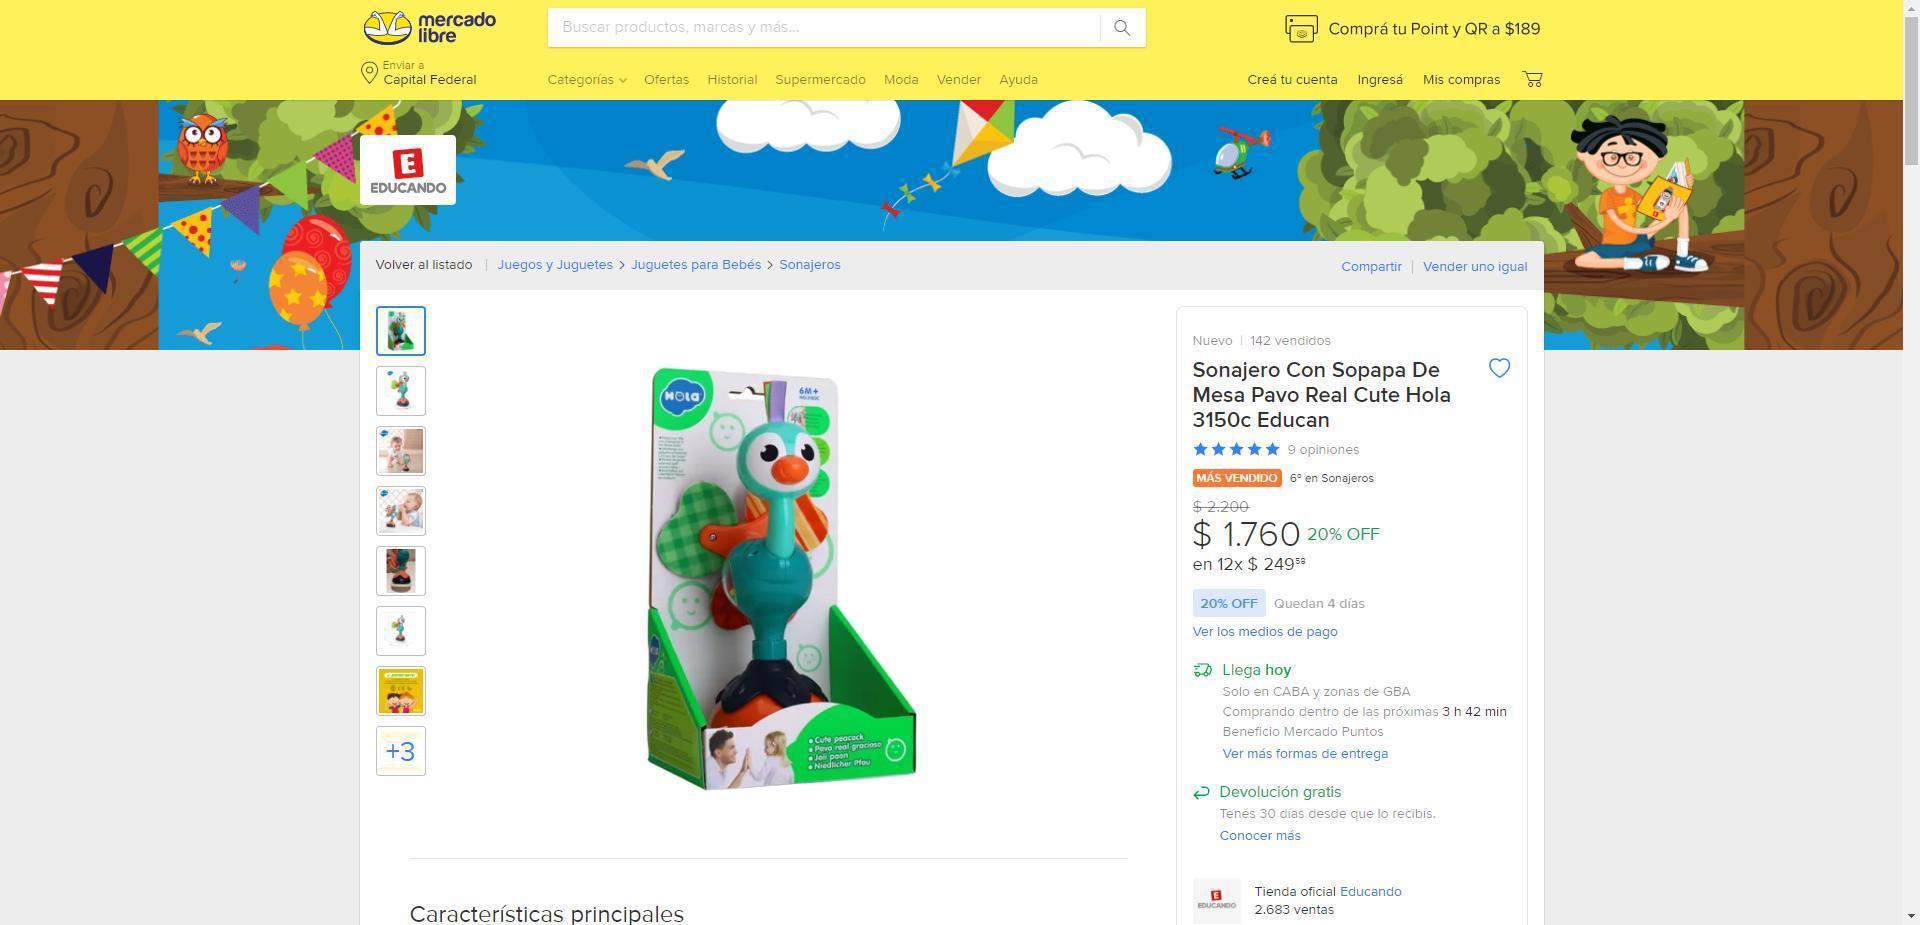 mercado
libre
Buscar productos, marcas y más...
Comprá tu Point y QR a $189
Enviar a
Capital Federal
Categorías
Ofertas
Historial
Supermercado
Moda
Vender
Ayuda
Creá tu cuenta
Ingresá
Mis compras
E
EDUCANDO
Volver al listado
Juegos y Juguetes > Juguetes para Bebés > Sonajeros
Compartir
Vender uno igual
Nuevo | 142 vendidos
Sonajero Con Sopapa De
Mesa Pavo Real Cute Hola
3150c Educan
9 opiniones
MÁS VENDIDO 6º en Sonajeros
$ 2.200
$ 1.760 20% OFF
en 12x $ 249⁵⁸
20% OFF Quedan 4 días
Ver los medios de pago
Llega hoy
Solo en CABA y zonas de GBA
Comprando dentro de las próximas 3 h 42 min
Beneficio Mercado Puntos
Ver más formas de entrega
Devolución gratis
Tenés 30 días desde que lo recibís.
Conocer más
E
EDUCANDO
Tienda oficial Educando
2.683 ventas
+3
HOLA
6M+
• Cute peacock
• Pavo real gracioso
• Joli paon
• Niedlicher Pfau
Características principales